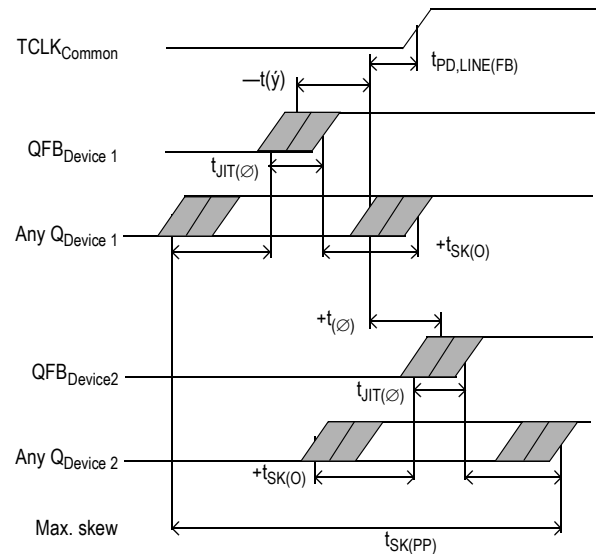 TCLKCommon
tPD,LINE(FB)
—t(ý)
QFBDevice 1
tJIT(∅)
Any QDevice 1
+tSK(O)
+t(∅)
QFBDevice2
tJIT(∅)
Any QDevice 2
+tSK(O)
Max. skew
tSK(PP)